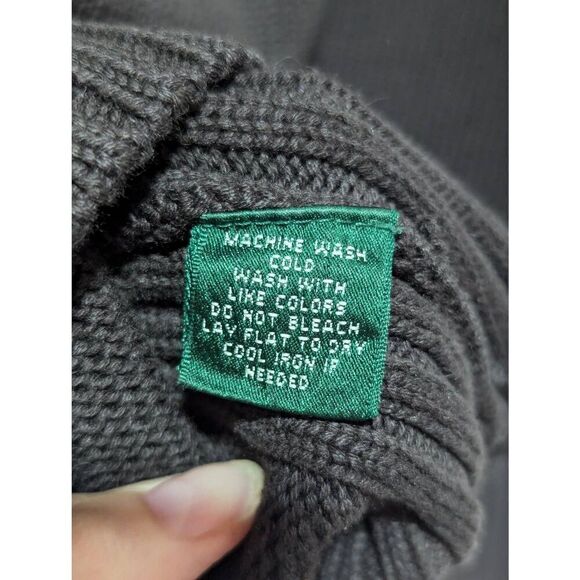 MACHINE WASH
COLD
WASH WITH
LIKE COLORS
DO NOT BLEACH
LAY FLAT TO DRY
COOL IRON IF
NEEDED